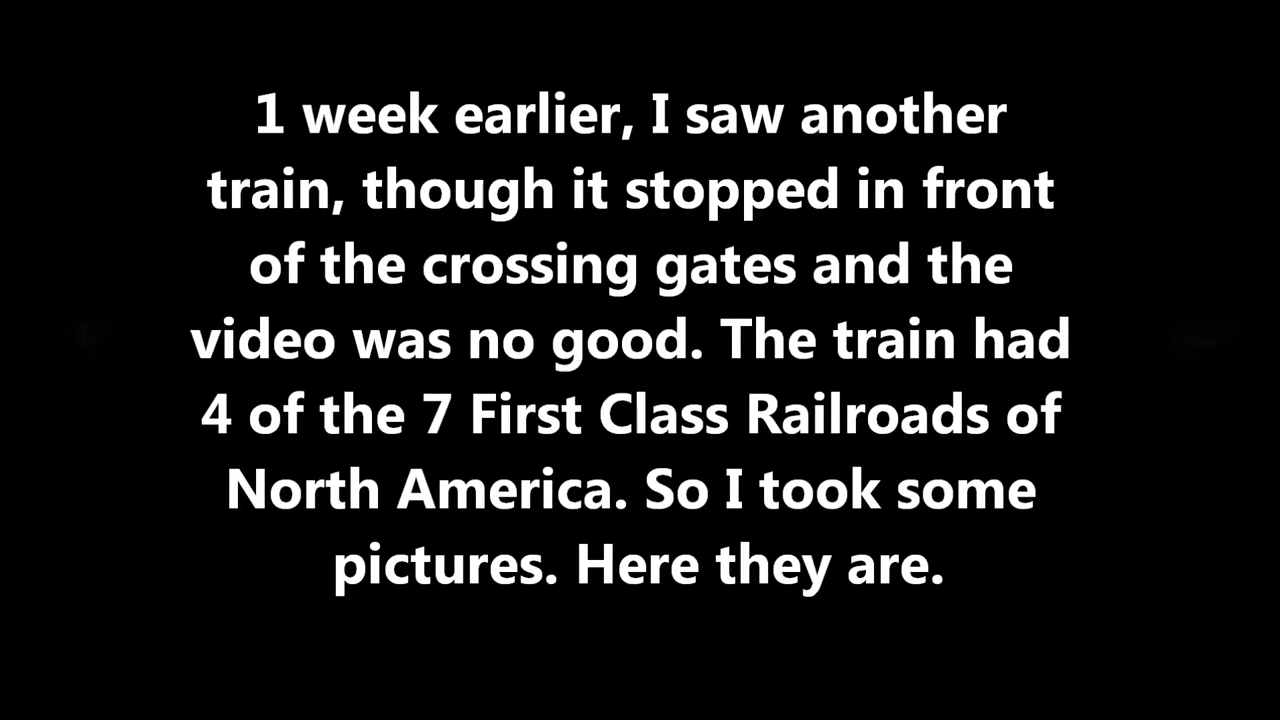 1 week earlier, I saw another
train, though it stopped in front
of the crossing gates and the
video was no good. The train had
4 of the 7 First Class Railroads of
North America. So I took some
pictures. Here they are.